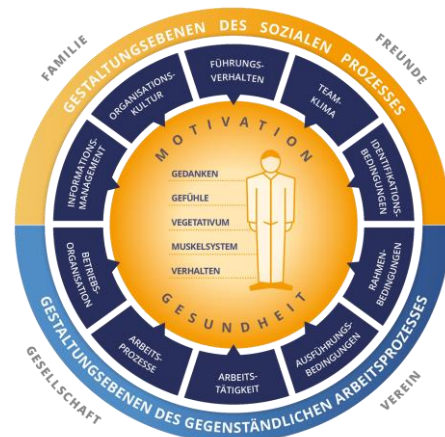 FAMILIE
FREUNDE
GESTALTUNGSEBENEN DES SOZIALEN PROZESSES
INFORMATIONS-
MANAGEMENT
ORGANISATIONS-
KULTUR
FÜHRUNGS-
VERHALTEN
TEAM-
KLIMA
IDENTIFIKATIONS-
BEDINGUNGEN
MOTIVATION
GEDANKEN
GEFÜHLE
VEGETATIVUM
MUSKELSYSTEM
VERHALTEN
GESUNDHEIT
BETRIEBS-
ORGANISATION
ARBEITS-
PROZESSE
ARBEITS-
TÄTIGKEIT
AUSFÜHRUNGS-
BEDINGUNGEN
RAHMEN-
BEDINGUNGEN
GESTALTUNGSEBENEN DES GEGENSTÄNDLICHEN ARBEITSPROZESSES
GESELLSCHAFT
VEREIN